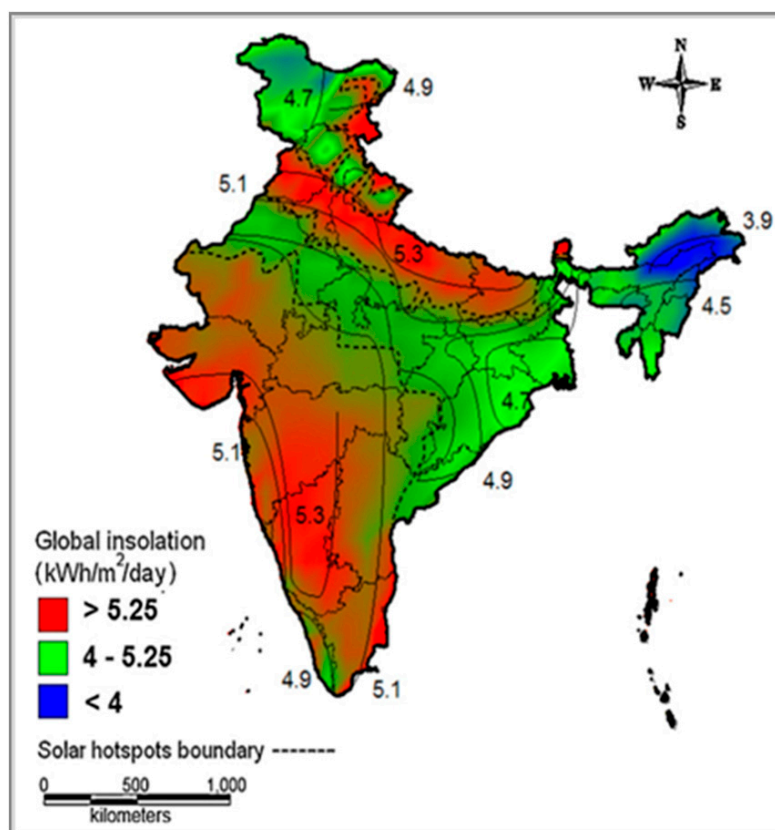 N
W E
S
4.7
4.9
5.1
5.3
3.9
4.5
4.7
5.1
4.9
5.3
4.9
5.1
Global insolation
(kWh/m²/day)
> 5.25
4 - 5.25
< 4
Solar hotspots boundary -------
0 500 1,000
kilometers